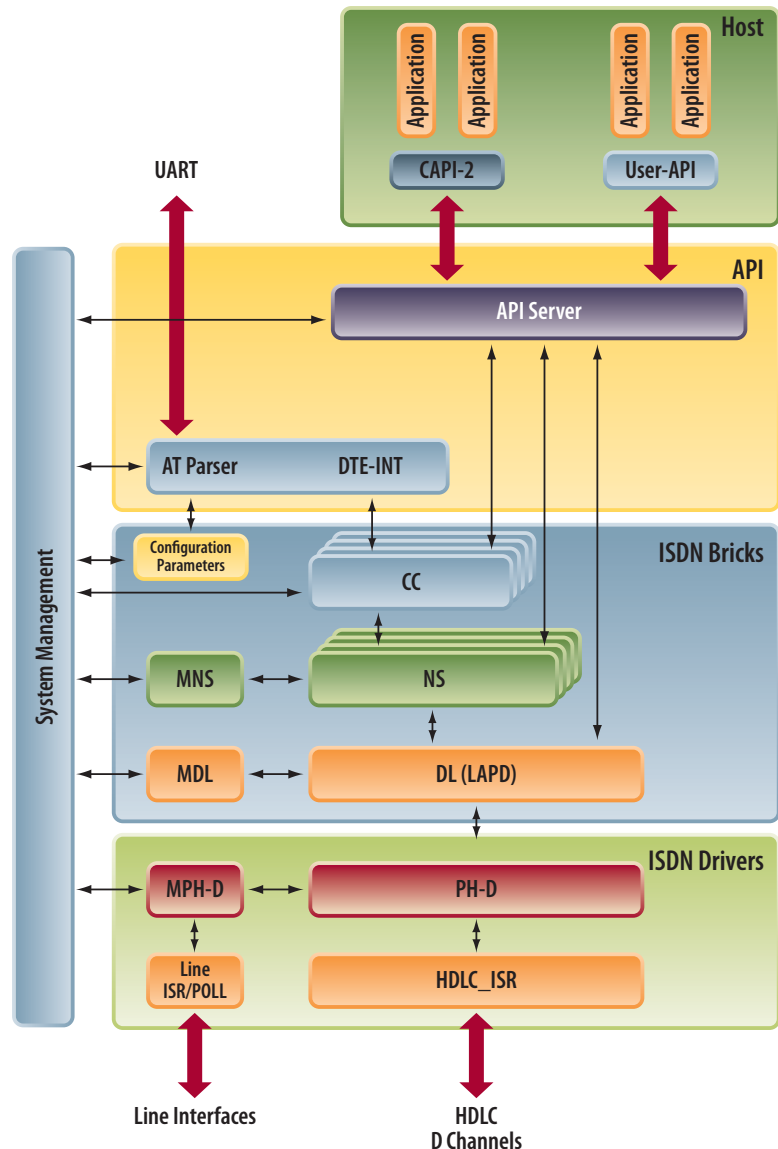 Host
Application
Application
Application
Application
CAPI-2
User-API
UART
API
API Server
AT Parser
DTE-INT
System Management
ISDN Bricks
Configuration
Parameters
CC
MNS
NS
MDL
DL (LAPD)
ISDN Drivers
MPH-D
PH-D
Line
ISR/POLL
HDLC_ISR
Line Interfaces
HDLC
D Channels